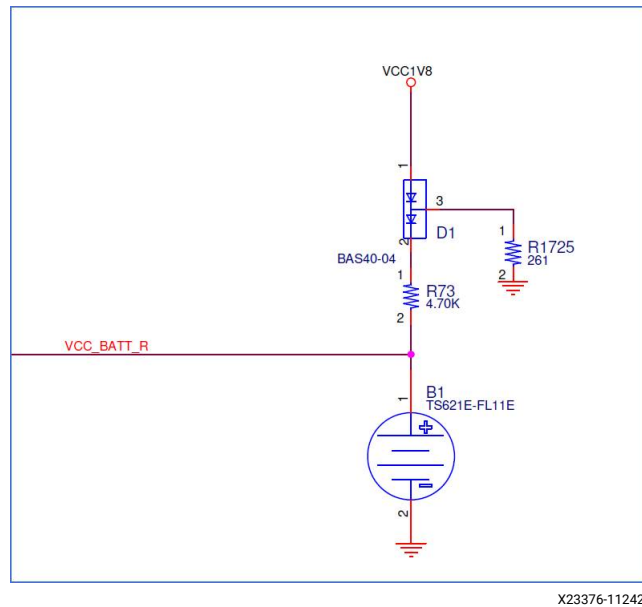 VCC1V8
1
3
D1
2
BAS40-04
1
R1725
261
2
1
R73
4.70K
2
VCC_BATT_R
B1
TS621E-FL11E
1
2
X23376-11242